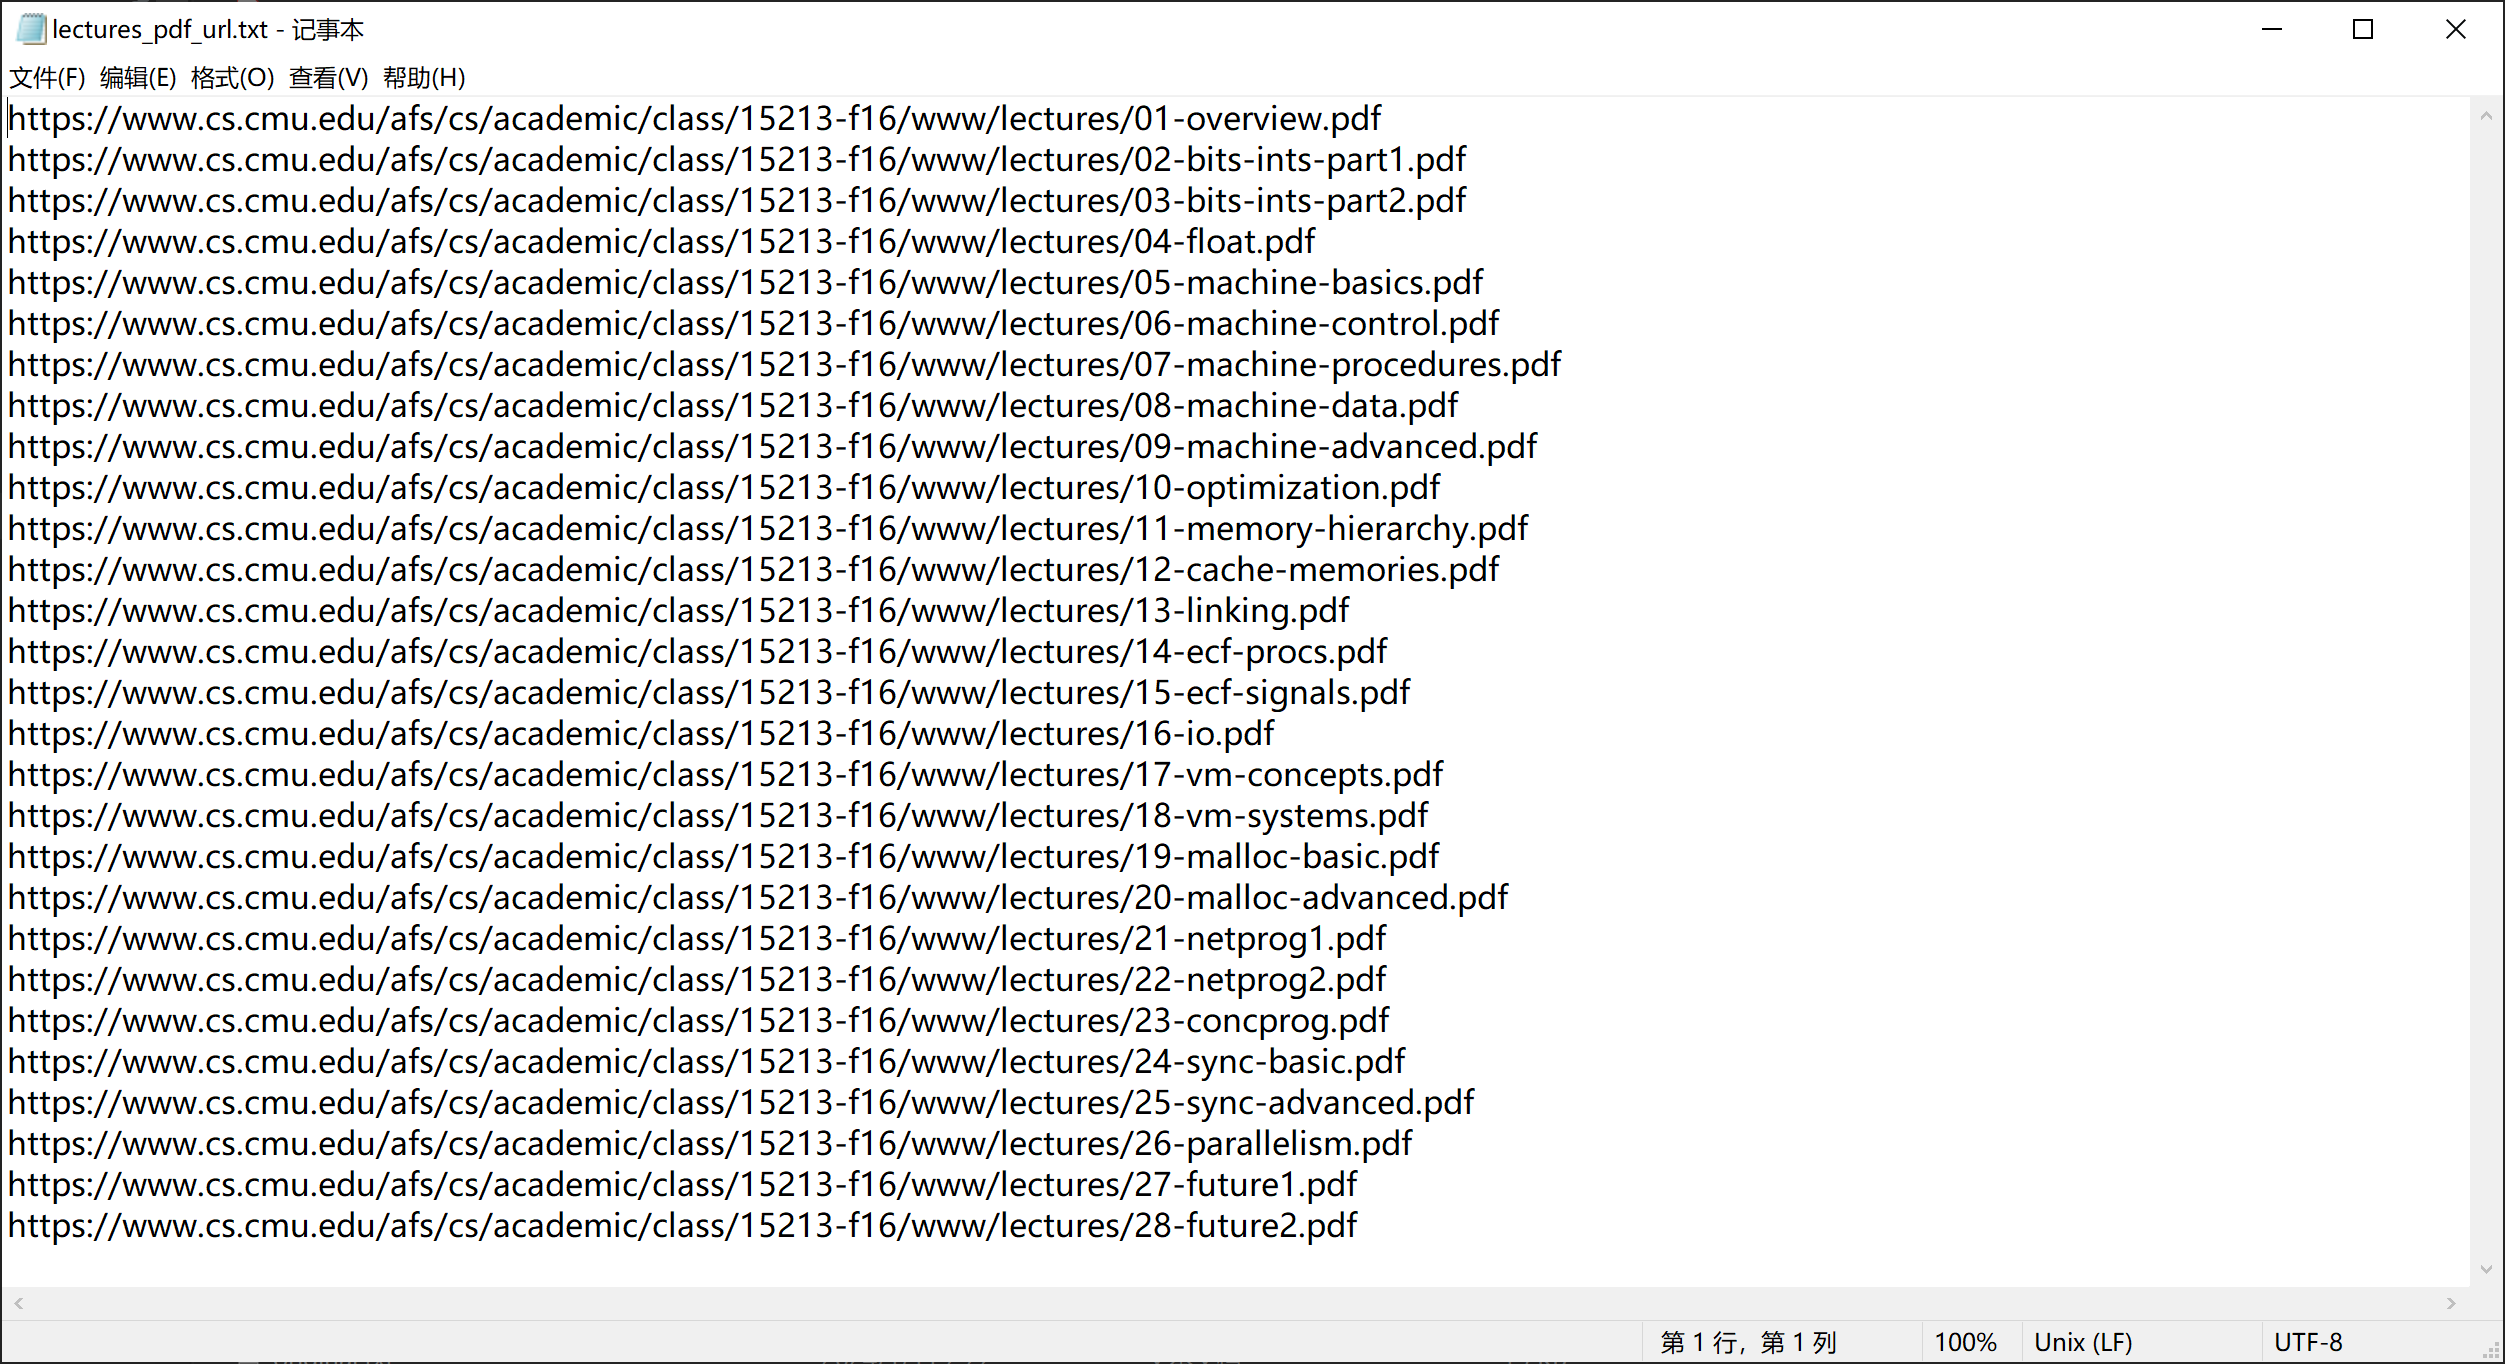 lectures_pdf_url.txt - 记事本
文件(F) 编辑(E) 格式(O) 查看(V) 帮助(H)
https://www.cs.cmu.edu/afs/cs/academic/class/15213-f16/www/lectures/01-overview.pdf
https://www.cs.cmu.edu/afs/cs/academic/class/15213-f16/www/lectures/02-bits-ints-part1.pdf
https://www.cs.cmu.edu/afs/cs/academic/class/15213-f16/www/lectures/03-bits-ints-part2.pdf
https://www.cs.cmu.edu/afs/cs/academic/class/15213-f16/www/lectures/04-float.pdf
https://www.cs.cmu.edu/afs/cs/academic/class/15213-f16/www/lectures/05-machine-basics.pdf
https://www.cs.cmu.edu/afs/cs/academic/class/15213-f16/www/lectures/06-machine-control.pdf
https://www.cs.cmu.edu/afs/cs/academic/class/15213-f16/www/lectures/07-machine-procedures.pdf
https://www.cs.cmu.edu/afs/cs/academic/class/15213-f16/www/lectures/08-machine-data.pdf
https://www.cs.cmu.edu/afs/cs/academic/class/15213-f16/www/lectures/09-machine-advanced.pdf
https://www.cs.cmu.edu/afs/cs/academic/class/15213-f16/www/lectures/10-optimization.pdf
https://www.cs.cmu.edu/afs/cs/academic/class/15213-f16/www/lectures/11-memory-hierarchy.pdf
https://www.cs.cmu.edu/afs/cs/academic/class/15213-f16/www/lectures/12-cache-memories.pdf
https://www.cs.cmu.edu/afs/cs/academic/class/15213-f16/www/lectures/13-linking.pdf
https://www.cs.cmu.edu/afs/cs/academic/class/15213-f16/www/lectures/14-ecf-procs.pdf
https://www.cs.cmu.edu/afs/cs/academic/class/15213-f16/www/lectures/15-ecf-signals.pdf
https://www.cs.cmu.edu/afs/cs/academic/class/15213-f16/www/lectures/16-io.pdf
https://www.cs.cmu.edu/afs/cs/academic/class/15213-f16/www/lectures/17-vm-concepts.pdf
https://www.cs.cmu.edu/afs/cs/academic/class/15213-f16/www/lectures/18-vm-systems.pdf
https://www.cs.cmu.edu/afs/cs/academic/class/15213-f16/www/lectures/19-malloc-basic.pdf
https://www.cs.cmu.edu/afs/cs/academic/class/15213-f16/www/lectures/20-malloc-advanced.pdf
https://www.cs.cmu.edu/afs/cs/academic/class/15213-f16/www/lectures/21-netprog1.pdf
https://www.cs.cmu.edu/afs/cs/academic/class/15213-f16/www/lectures/22-netprog2.pdf
https://www.cs.cmu.edu/afs/cs/academic/class/15213-f16/www/lectures/23-concprog.pdf
https://www.cs.cmu.edu/afs/cs/academic/class/15213-f16/www/lectures/24-sync-basic.pdf
https://www.cs.cmu.edu/afs/cs/academic/class/15213-f16/www/lectures/25-sync-advanced.pdf
https://www.cs.cmu.edu/afs/cs/academic/class/15213-f16/www/lectures/26-parallelism.pdf
https://www.cs.cmu.edu/afs/cs/academic/class/15213-f16/www/lectures/27-future1.pdf
https://www.cs.cmu.edu/afs/cs/academic/class/15213-f16/www/lectures/28-future2.pdf
第 1 行，第 1 列 100% Unix (LF) UTF-8